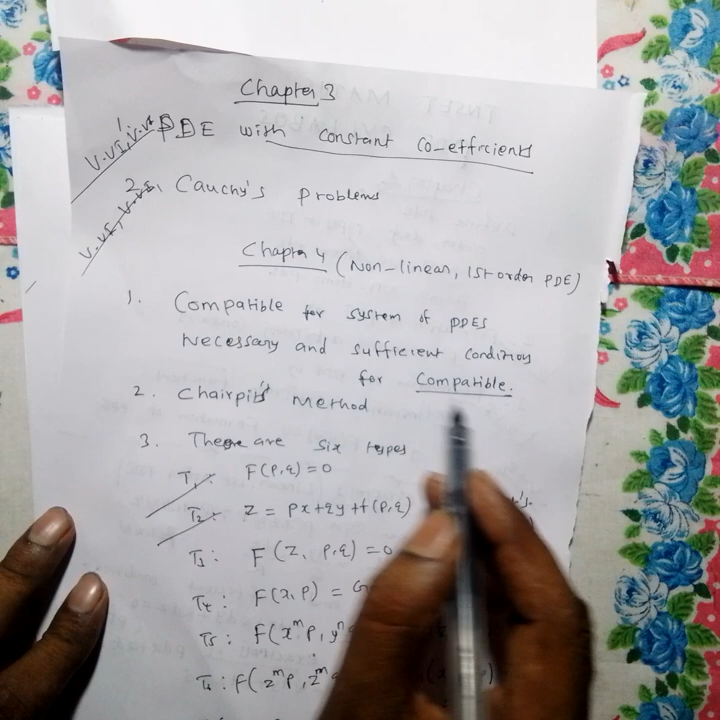 Chapter 3
1. PDE with constant co-efficients
V.V.I, V.V.I
2. Cauchy's problems
V.V.I, V.V.I
Chapter 4 (Non-linear, 1st order PDE)
1. Compatible for system of PDES
Necessary and sufficient condition
for Compatible.
2. Chairpit's Method
3. There are six types
T1: F(P,q) = 0
T2: Z = px+qy+f(p,q)
T3: F(Z, p,q) = 0
T4: F(x,p) =
T5: F(x^m p, y^n
T6: F(z^m p, z^m